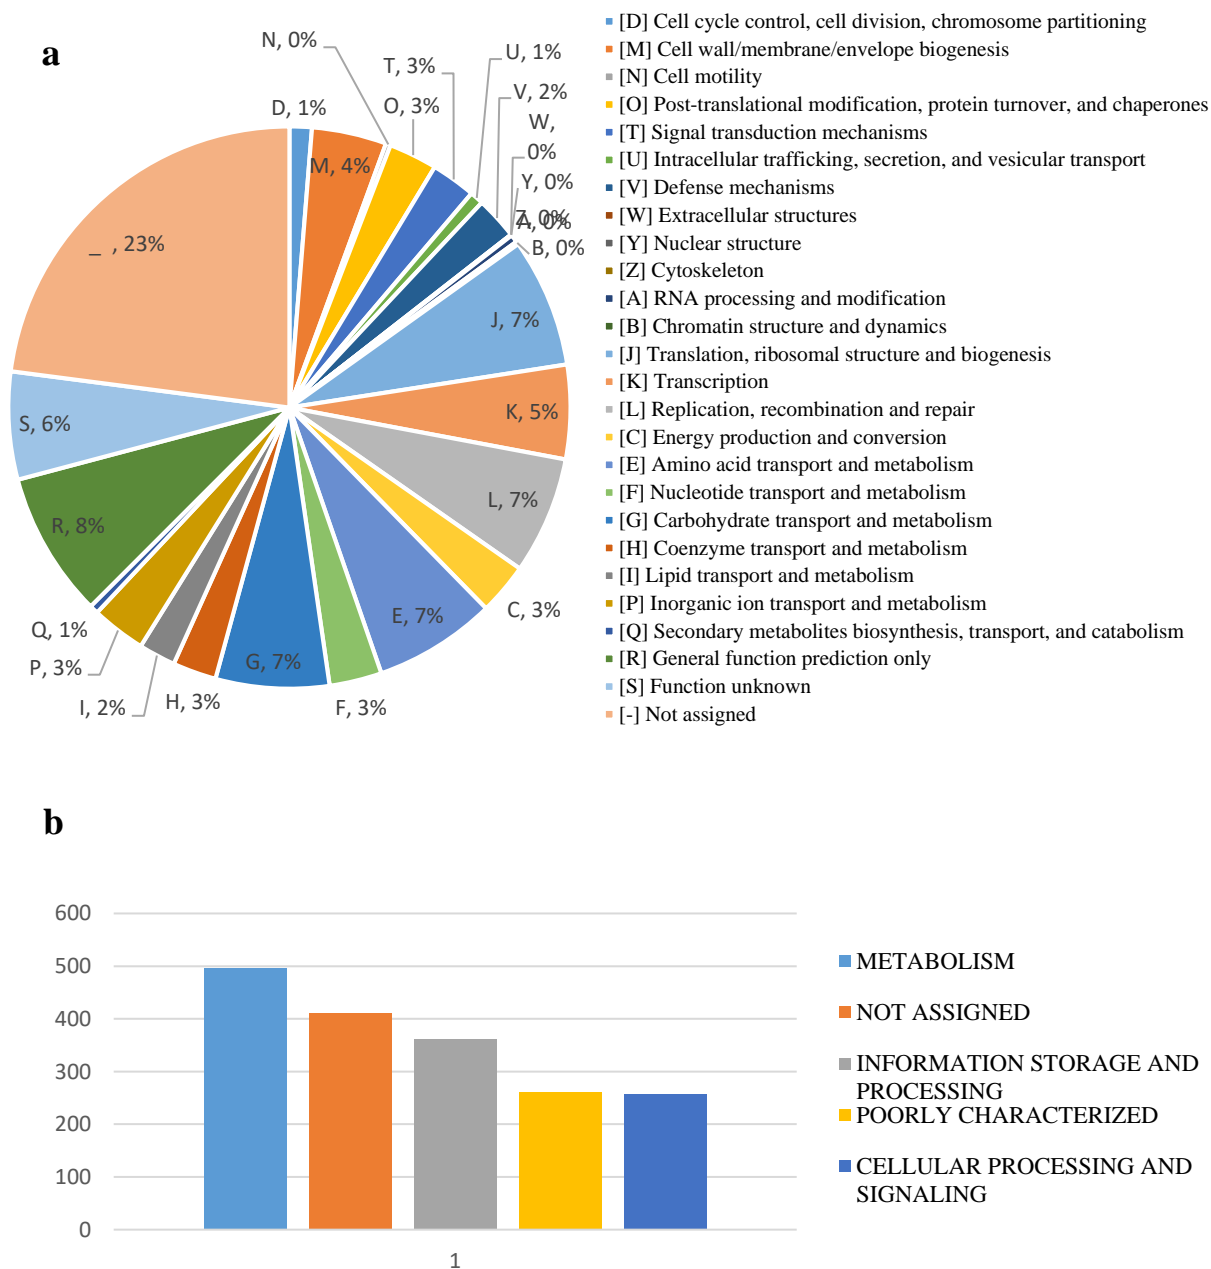 a
N, 0%
T, 3%
U, 1%
D, 1%
O, 3%
V, 2%
W,
0%
M, 4%
Y, 0%
Z, 0%
A, 0%
B, 0%
_ , 23%
J, 7%
K, 5%
S, 6%
L, 7%
R, 8%
C, 3%
E, 7%
Q, 1%
G, 7%
P, 3%
I, 2%
H, 3%
F, 3%
[D] Cell cycle control, cell division, chromosome partitioning
[M] Cell wall/membrane/envelope biogenesis
[N] Cell motility
[O] Post-translational modification, protein turnover, and chaperones
[T] Signal transduction mechanisms
[U] Intracellular trafficking, secretion, and vesicular transport
[V] Defense mechanisms
[W] Extracellular structures
[Y] Nuclear structure
[Z] Cytoskeleton
[A] RNA processing and modification
[B] Chromatin structure and dynamics
[J] Translation, ribosomal structure and biogenesis
[K] Transcription
[L] Replication, recombination and repair
[C] Energy production and conversion
[E] Amino acid transport and metabolism
[F] Nucleotide transport and metabolism
[G] Carbohydrate transport and metabolism
[H] Coenzyme transport and metabolism
[I] Lipid transport and metabolism
[P] Inorganic ion transport and metabolism
[Q] Secondary metabolites biosynthesis, transport, and catabolism
[R] General function prediction only
[S] Function unknown
[-] Not assigned
b
600
500
400
300
200
100
0
1
METABOLISM
NOT ASSIGNED
INFORMATION STORAGE AND
PROCESSING
POORLY CHARACTERIZED
CELLULAR PROCESSING AND
SIGNALING